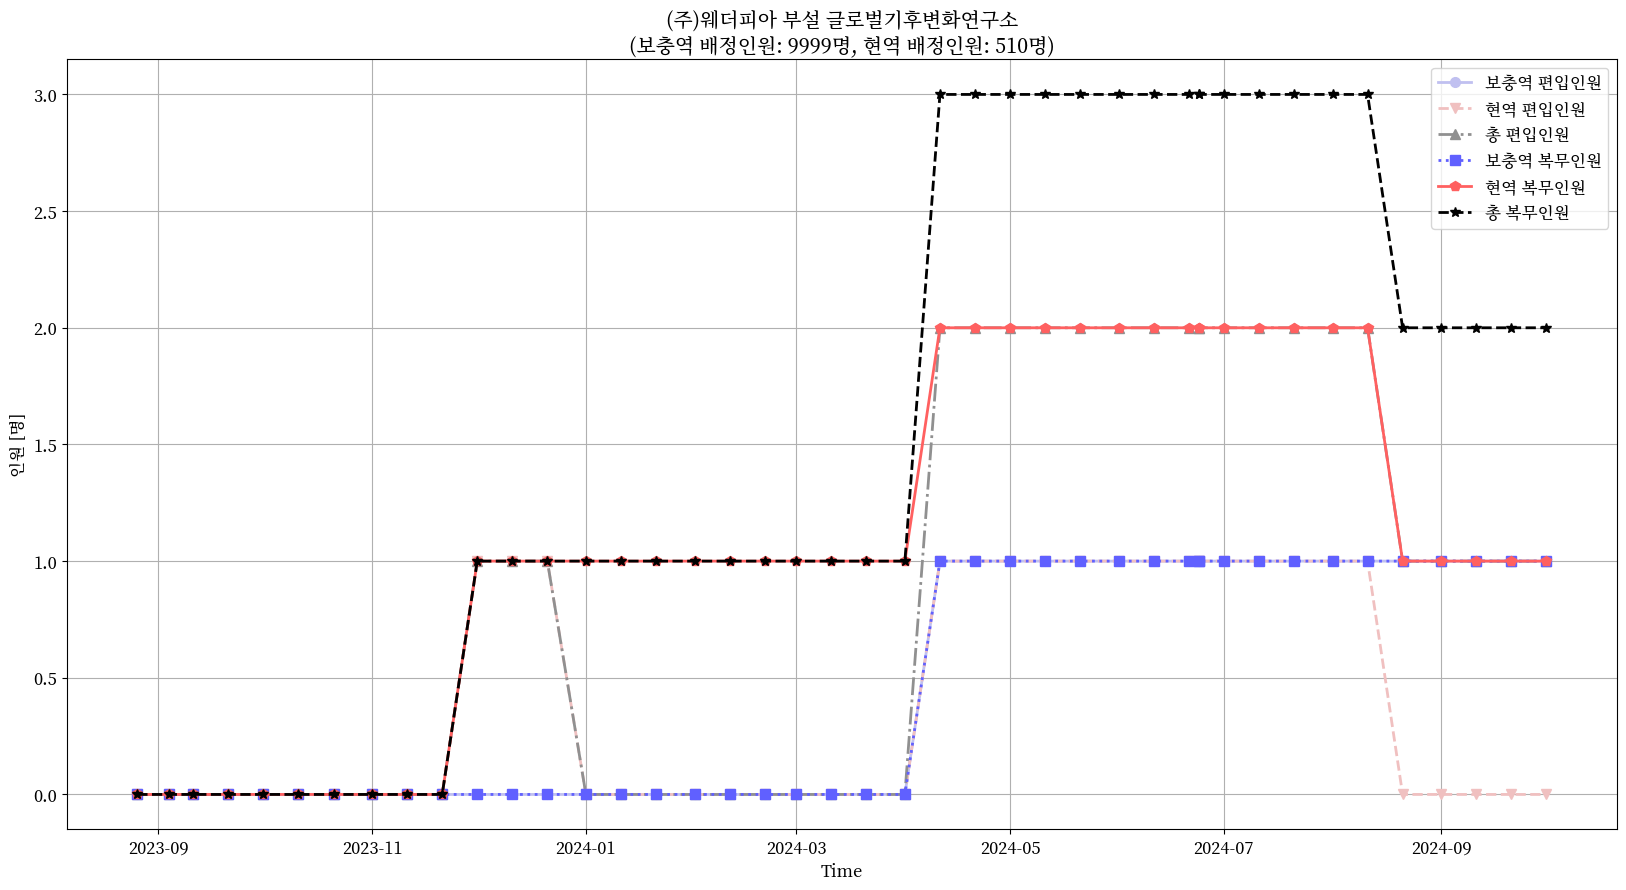 (주)웨더피아 부설 글로벌기후변화연구소
(보충역 배정인원: 9999명, 현역 배정인원: 510명)
보충역 편입인원
현역 편입인원
총 편입인원
보충역 복무인원
현역 복무인원
총 복무인원
인원 [명]
3.0
2.5
2.0
1.5
1.0
0.5
0.0
2023-09
2023-11
2024-01
2024-03
2024-05
2024-07
2024-09
Time